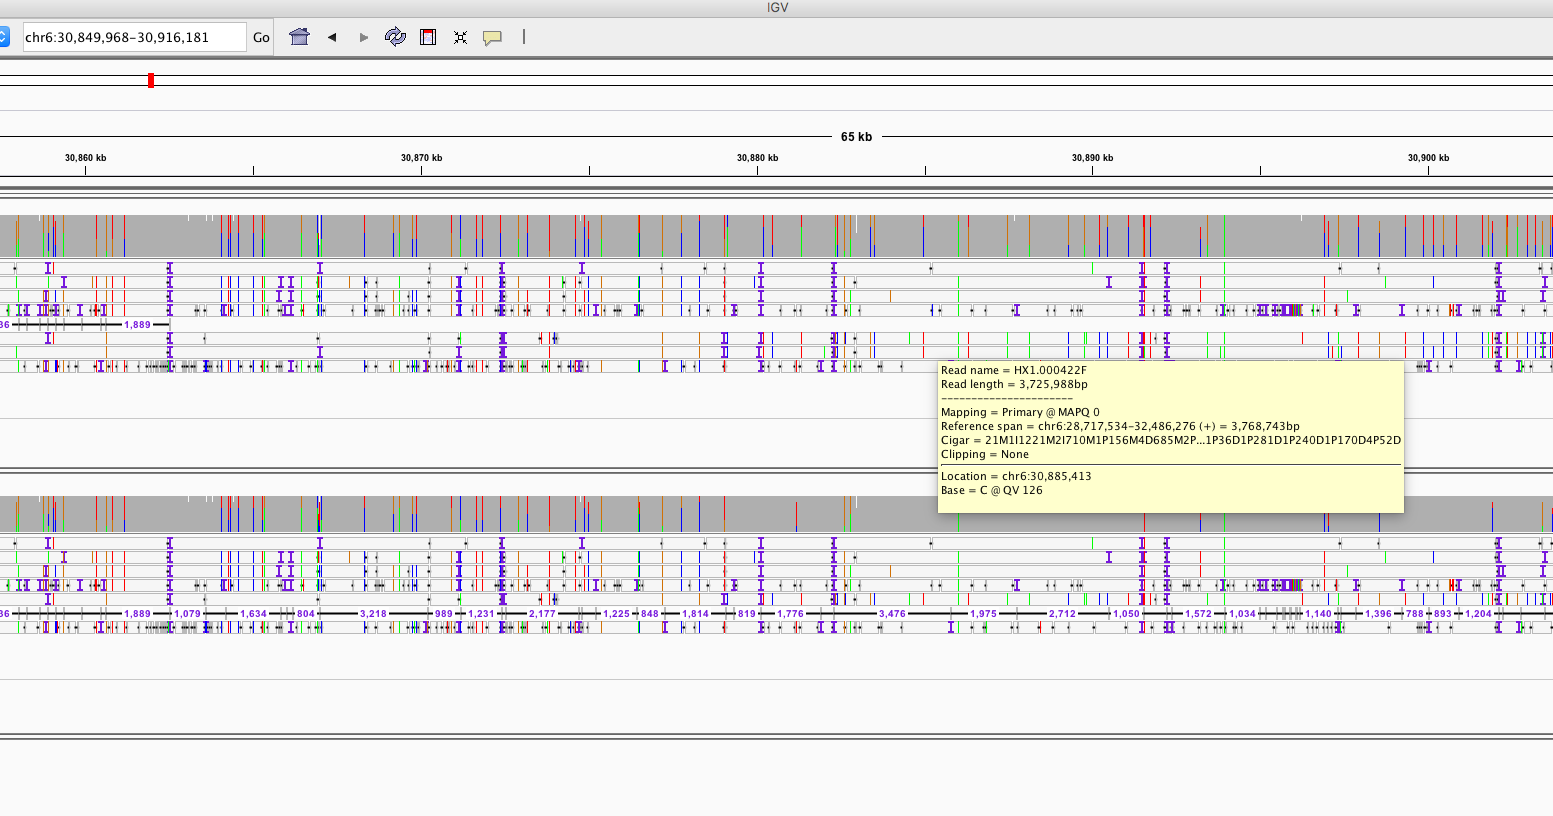 IGV
chr6:30,849,968-30,916,181 Go
65 kb
30,860 kb 30,870 kb 30,880 kb 30,890 kb 30,900 kb
36 1,889
Read name = HX1.000422F
Read length = 3,725,988bp
----------------------
Mapping = Primary @ MAPQ 0
Reference span = chr6:28,717,534-32,486,276 (+) = 3,768,743bp
Cigar = 21M1I1221M2I710M1P156M4D685M2P...1P36D1P281D1P240D1P170D4P52D
Clipping = None
Location = chr6:30,885,413
Base = C @ QV 126
36 1,889 1,079 1,634 804 3,218 989 1,231 2,177 1,225 848 1,814 819 1,776 3,476 1,975 2,712 1,050 1,572 1,034 1,140 1,396 788 893 1,204